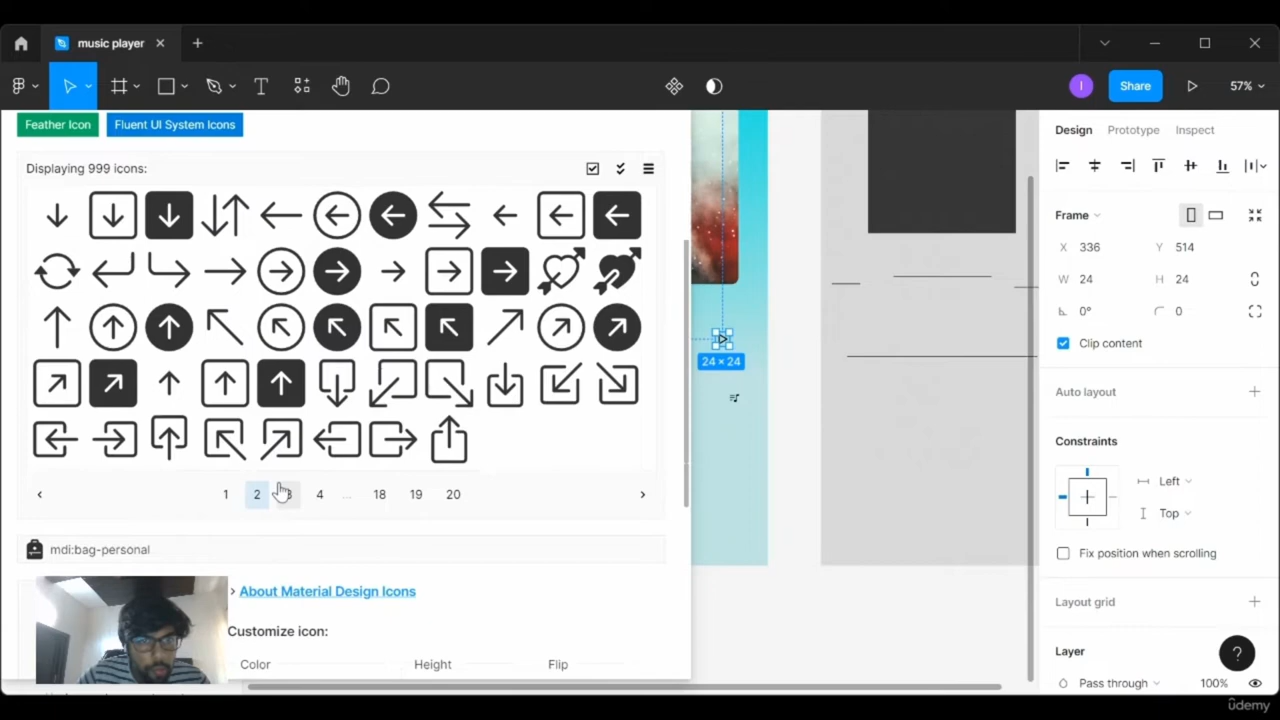 music player
Share
57%
Feather Icon
Fluent UI System Icons
Displaying 999 icons:
1
2
3
4
...
18
19
20
mdi:bag-personal
About Material Design Icons
Customize icon:
Color
Height
Flip
24 × 24
Design
Prototype
Inspect
Frame
X 336
Y 514
W 24
H 24
0°
0
Clip content
Auto layout
Constraints
Left
Top
Fix position when scrolling
Layout grid
Layer
?
Pass through
100%
ûdemy